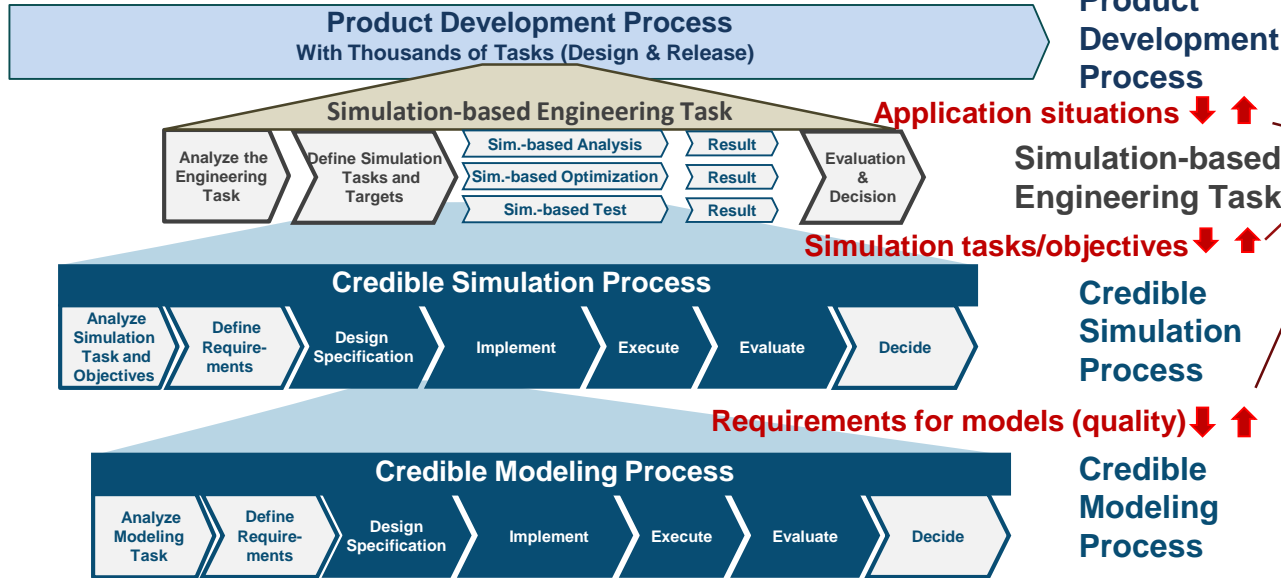 Product Development Process
With Thousands of Tasks (Design & Release)
Product
Development
Process
Application situations
Simulation-based Engineering Task
Analyze the
Engineering
Task
Define Simulation
Tasks and
Targets
Sim.-based Analysis
Result
Sim.-based Optimization
Result
Sim.-based Test
Result
Evaluation
&
Decision
Simulation-based
Engineering Task
Simulation tasks/objectives
Credible Simulation Process
Analyze
Simulation
Task and
Objectives
Define
Require-
ments
Design
Specification
Implement
Execute
Evaluate
Decide
Credible
Simulation
Process
Requirements for models (quality)
Credible Modeling Process
Analyze
Modeling
Task
Define
Require-
ments
Design
Specification
Implement
Execute
Evaluate
Decide
Credible
Modeling
Process